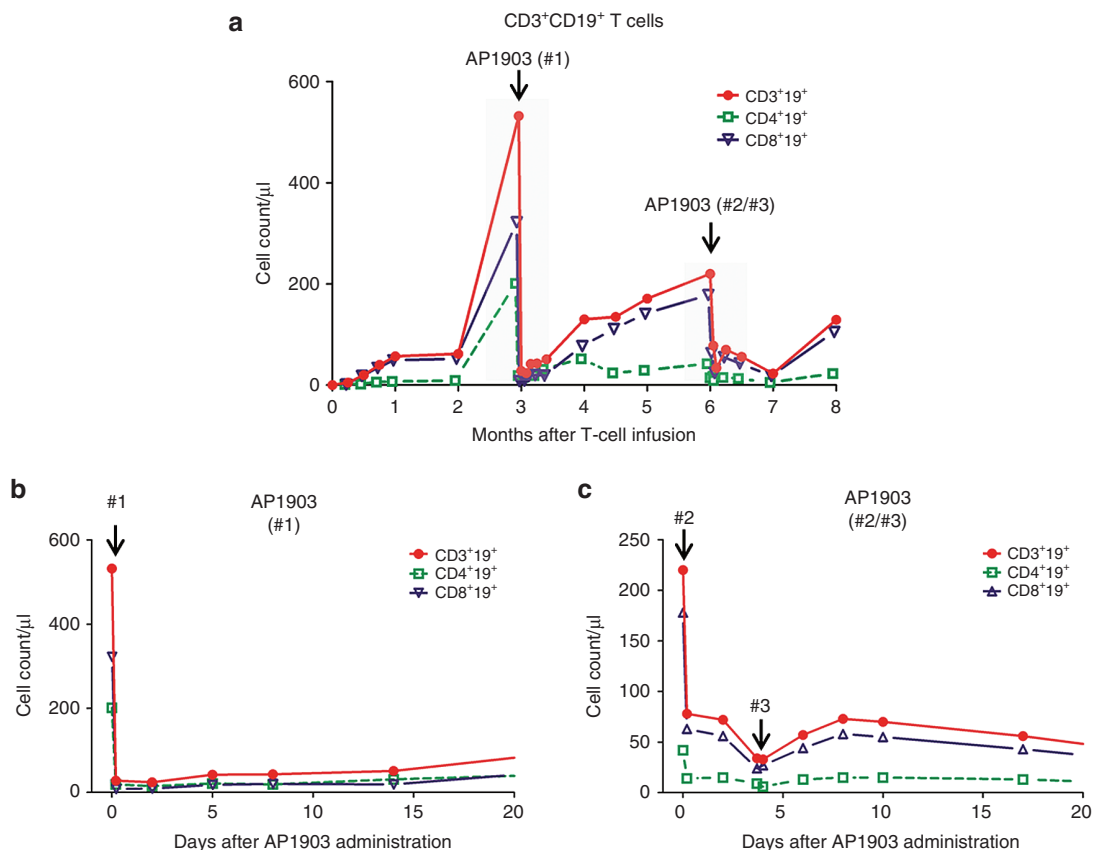 a
CD3⁺CD19⁺ T cells
AP1903 (#1)
600
400
200
0
Cell count/μl
CD3⁺19⁺
CD4⁺19⁺
CD8⁺19⁺
AP1903 (#2/#3)
0 1 2 3 4 5 6 7 8
Months after T-cell infusion
b
#1
AP1903
(#1)
600
400
200
0
Cell count/μl
CD3⁺19⁺
CD4⁺19⁺
CD8⁺19⁺
0 5 10 15 20
Days after AP1903 administration
c
AP1903
(#2/#3)
#2
250
200
150
100
50
0
Cell count/μl
CD3⁺19⁺
CD4⁺19⁺
CD8⁺19⁺
#3
0 5 10 15 20
Days after AP1903 administration